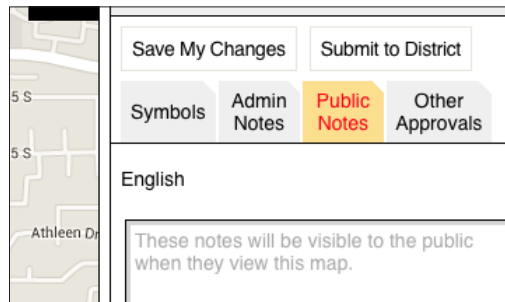 Save My Changes
Submit to District
Symbols
Admin
Notes
Public
Notes
Other
Approvals
5 S
5 S
English
Athleen Dr
These notes will be visible to the public
when they view this map.